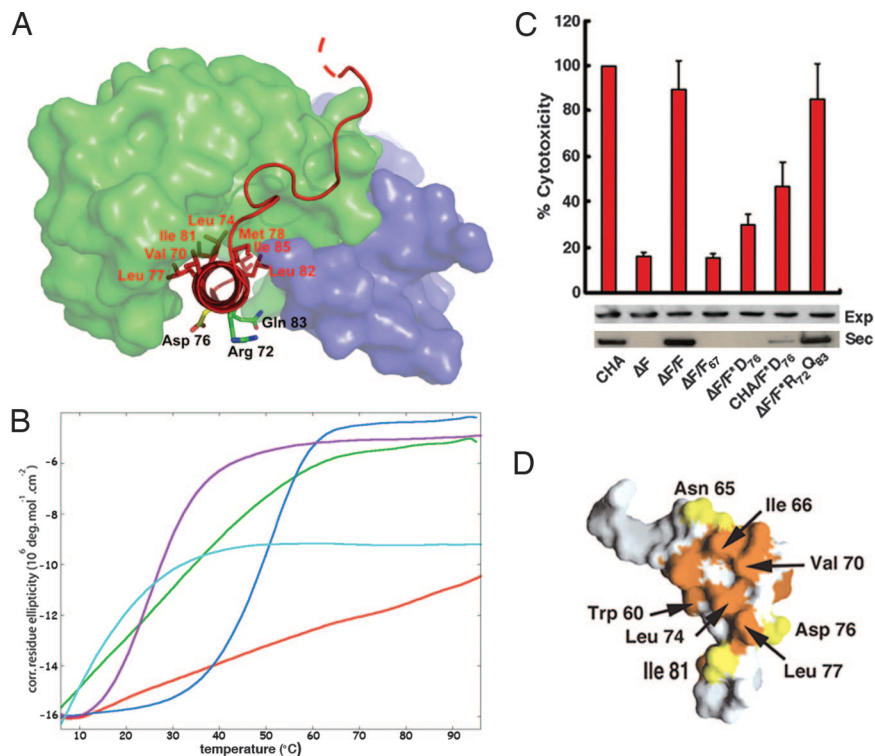 A
Leu 74
Ile 81
Met 78
Val 70
Ile 85
Leu 77
Leu 82
Asp 76
Gln 83
Arg 72
B
corr. residue ellipticity (10⁶ deg.mol⁻¹.cm⁻²)
-6
-8
-10
-12
-14
-16
10 20 30 40 50 60 70 80 90
temperature (°C)
C
% Cytotoxicity
120
100
80
60
40
20
0
Exp
Sec
CHA
ΔF
ΔF/F
ΔF/F₆₇
ΔF/F*D₇₆
CHA/F*D₇₆
ΔF/F*R₇₂Q₈₃
D
Asn 65
Ile 66
Val 70
Trp 60
Leu 74
Asp 76
Ile 81
Leu 77